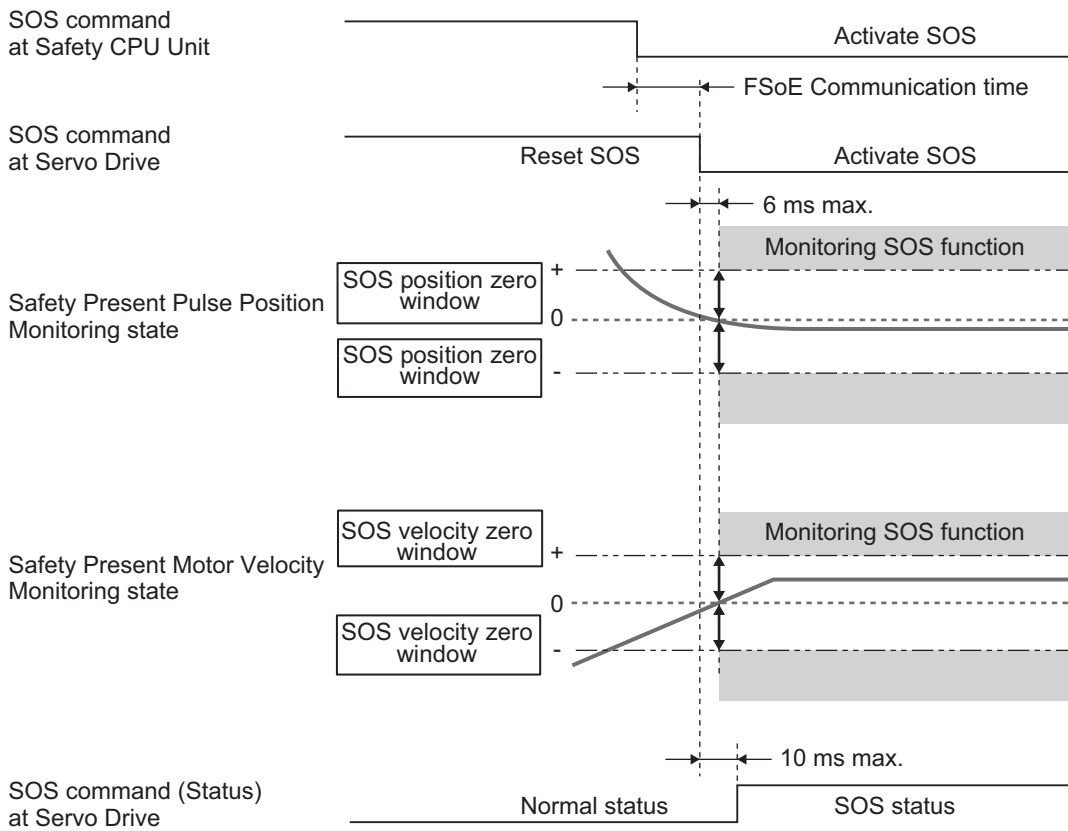 SOS command
at Safety CPU Unit
Activate SOS
FSoE Communication time
SOS command
at Servo Drive
Reset SOS
Activate SOS
6 ms max.
Monitoring SOS function
Safety Present Pulse Position
Monitoring state
SOS position zero
window
+
0
SOS position zero
window
-
Monitoring SOS function
Safety Present Motor Velocity
Monitoring state
SOS velocity zero
window
+
0
SOS velocity zero
window
-
10 ms max.
SOS command (Status)
at Servo Drive
Normal status
SOS status